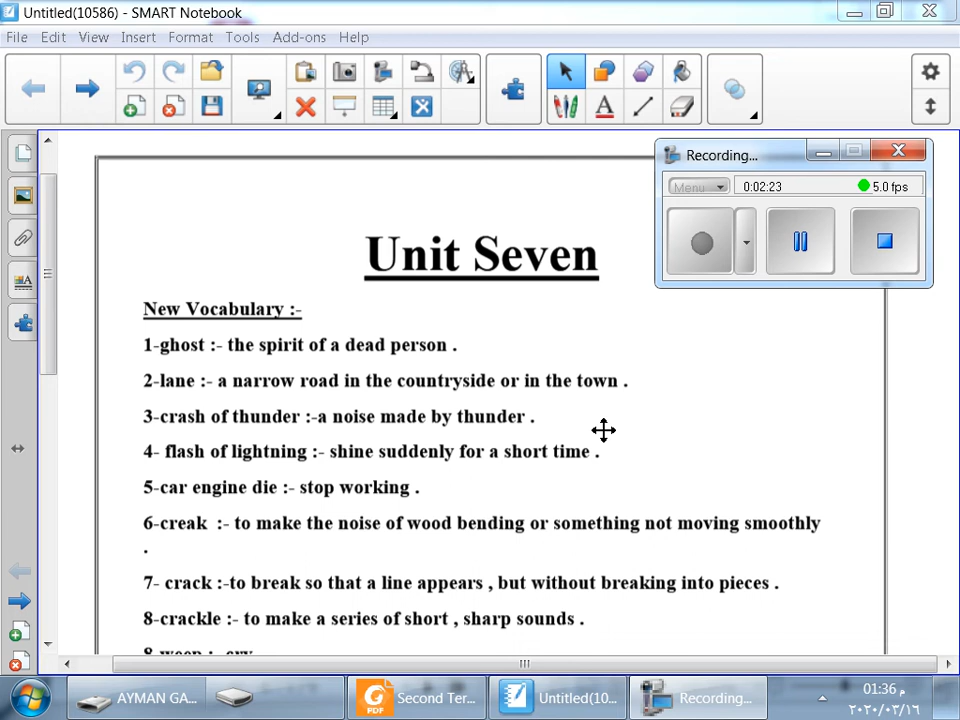 Untitled(10586) - SMART Notebook
File Edit View Insert Format Tools Add-ons Help
Recording...
Menu 0:02:23 5.0 fps
Unit Seven
New Vocabulary :-
1-ghost :- the spirit of a dead person .
2-lane :- a narrow road in the countryside or in the town .
3-crash of thunder :-a noise made by thunder .
4- flash of lightning :- shine suddenly for a short time .
5-car engine die :- stop working .
6-creak :- to make the noise of wood bending or something not moving smoothly
.
7- crack :-to break so that a line appears , but without breaking into pieces .
8-crackle :- to make a series of short , sharp sounds .
8-weep :- cry
AYMAN GA... PDF Second Ter... Untitled(10... Recording... 01:36 م
٢٠٢٠/٠٣/١٦